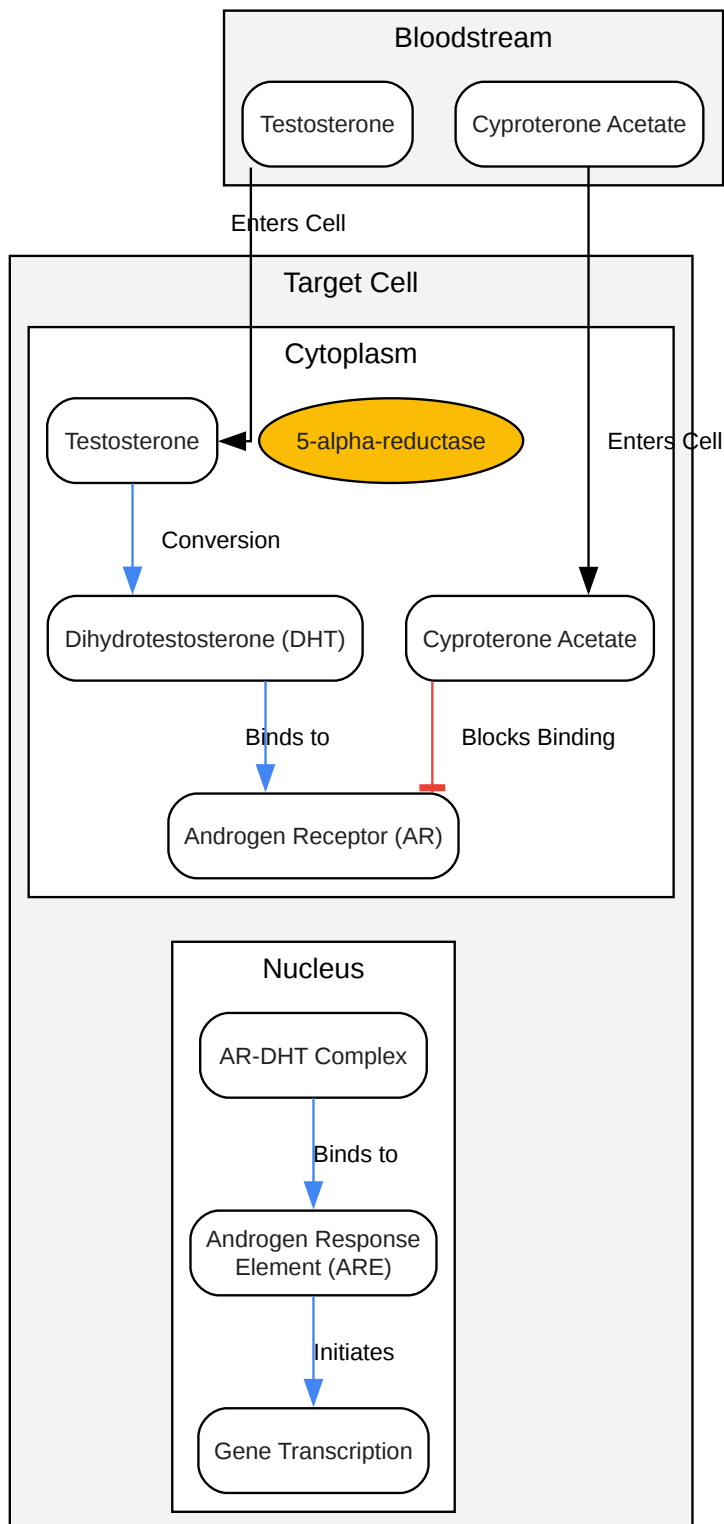 Bloodstream
Testosterone
Cyproterone Acetate
Enters Cell
Target Cell
Cytoplasm
Testosterone
5-alpha-reductase
Enters Cell
Conversion
Dihydrotestosterone (DHT)
Cyproterone Acetate
Binds to
Blocks Binding
Androgen Receptor (AR)
Nucleus
AR-DHT Complex
Binds to
Androgen Response
Element (ARE)
Initiates
Gene Transcription